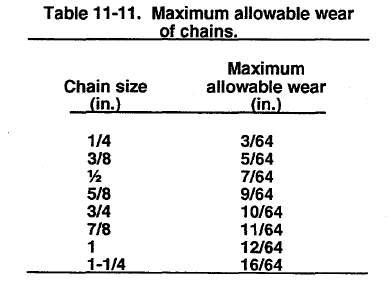 Table 11-11. Maximum allowable wear
of chains.
Maximum
Chain size allowable wear
(in.) (in.)
1/4 3/64
3/8 5/64
½ 7/64
5/8 9/64
3/4 10/64
7/8 11/64
1 12/64
1-1/4 16/64